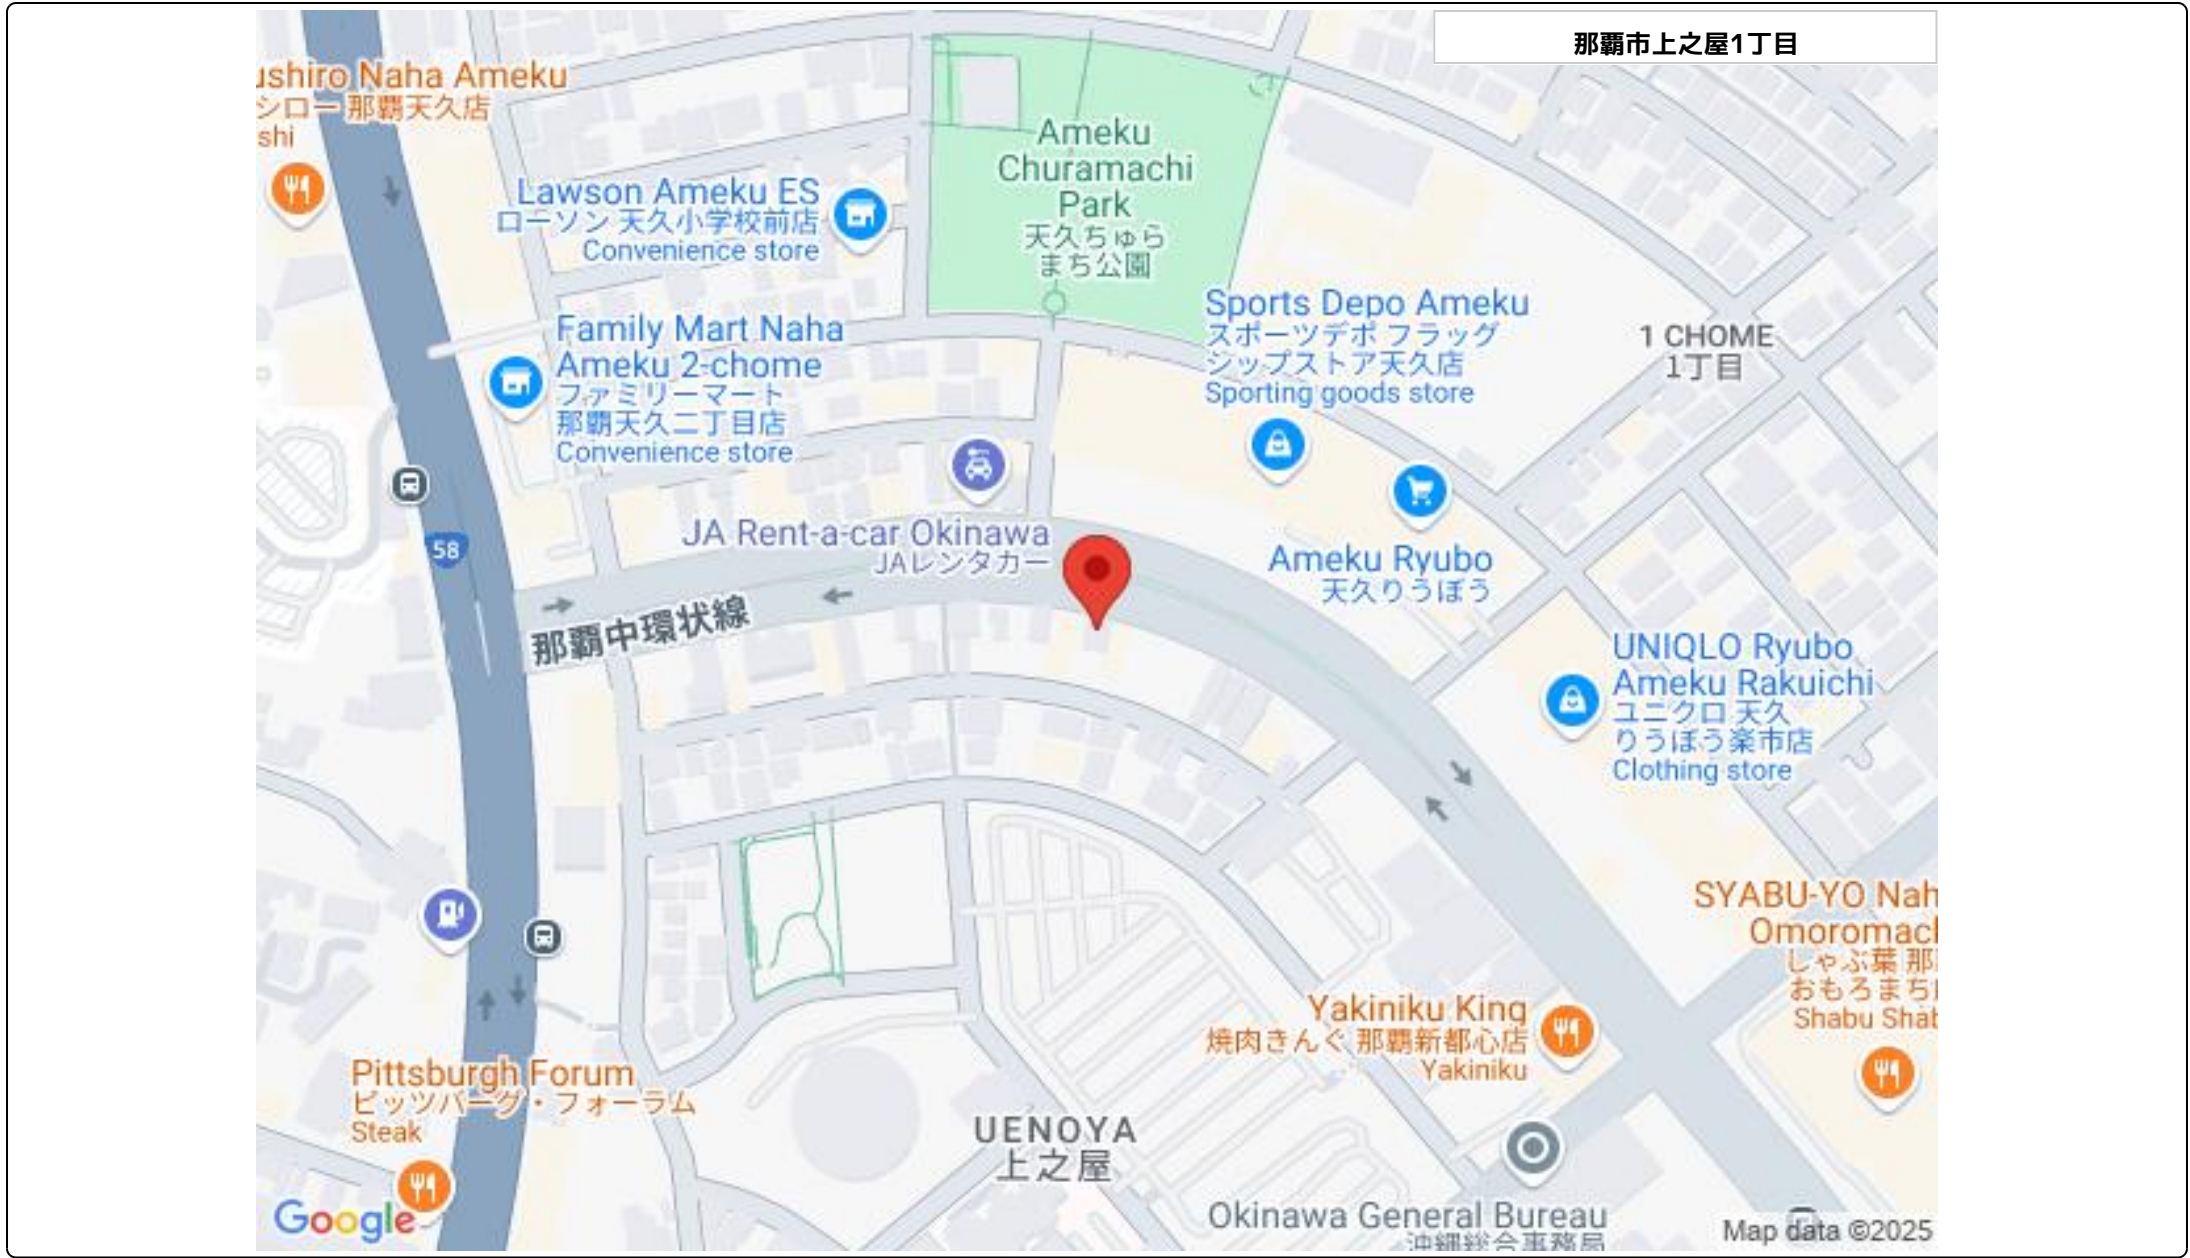 那覇市上之屋1丁目
ushiro Naha Ameku
シロー 那覇天久店
shi
Ameku
Churamachi
Park
天久ちゅら
まち公園
Lawson Ameku ES
ローソン 天久小学校前店
Convenience store
Family Mart Naha
Ameku 2-chome
ファミリーマート
那覇天久二丁目店
Convenience store
Sports Depo Ameku
スポーツデポ フラッグ
シップストア天久店
Sporting goods store
1 CHOME
1丁目
58
JA Rent-a-car Okinawa
JAレンタカー
Ameku Ryubo
天久りうぼう
那覇中環状線
UNIQLO Ryubo
Ameku Rakuichi
ユニクロ 天久
りうぼう楽市店
Clothing store
SYABU-YO Nah
Omoromac
しゃぶ葉 那
おもろまち
Shabu Shab
Yakiniku King
焼肉きんぐ 那覇新都心店
Yakiniku
Pittsburgh Forum
ピッツバーグ・フォーラム
Steak
UENOYA
上之屋
Okinawa General Bureau
沖縄総合事務局
Google
Map data ©2025